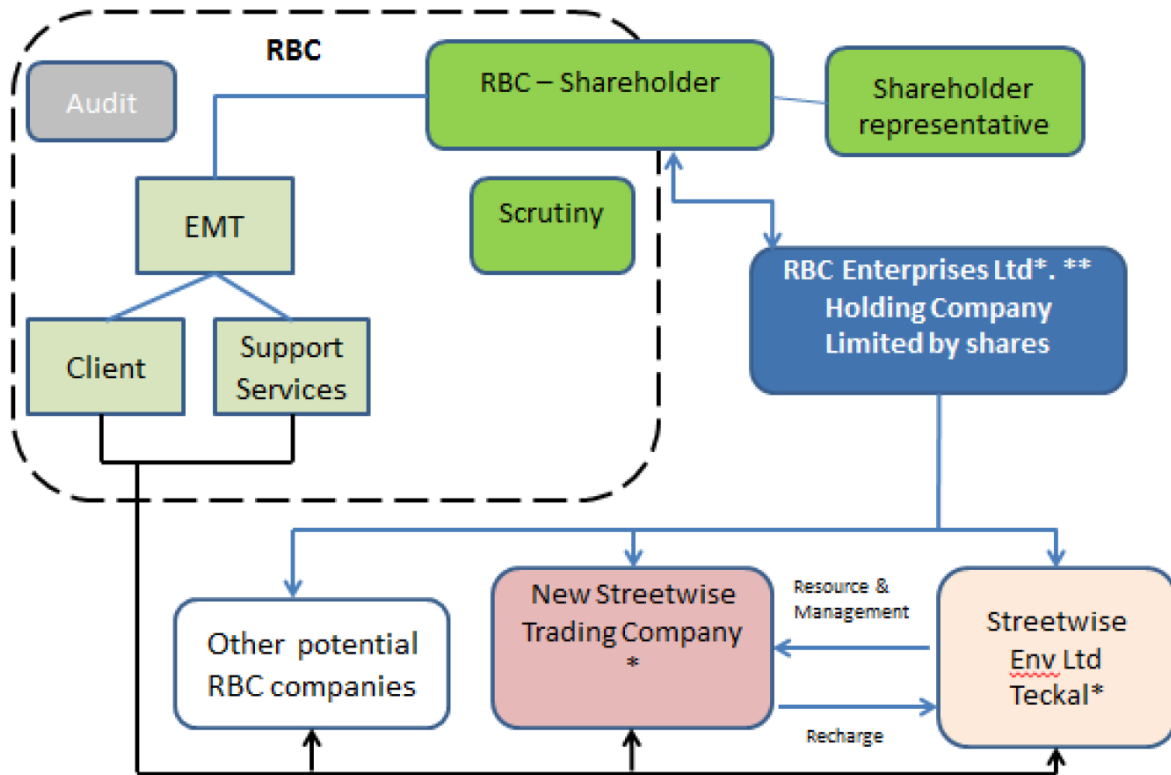 RBC
Audit
RBC – Shareholder
Shareholder
representative
EMT
Scrutiny
Client
Support
Services
RBC Enterprises Ltd*. **
Holding Company
Limited by shares
Other potential
RBC companies
New Streetwise
Trading Company
*
Resource &
Management
Recharge
Streetwise
Env Ltd
Teckal*